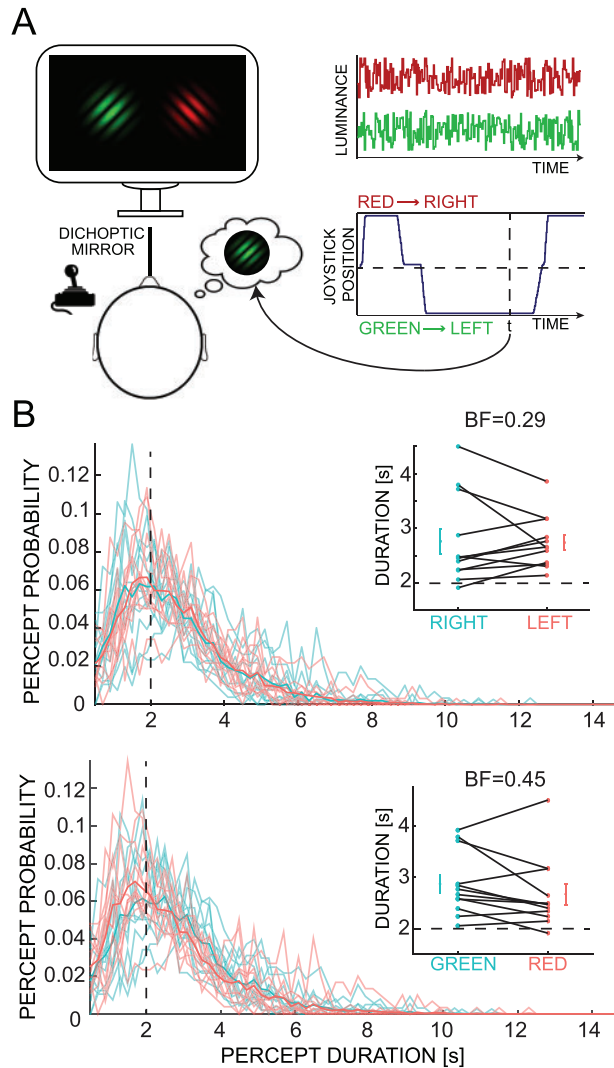 A
LUMINANCE
TIME
DICHOPTIC
MIRROR
RED → RIGHT
JOYSTICK
POSITION
GREEN → LEFT
t
TIME
B
PERCEPT PROBABILITY
0.12
0.1
0.08
0.06
0.04
0.02
0
2
4
6
8
10
12
14
BF=0.29
DURATION [s]
4
3
2
RIGHT
LEFT
PERCEPT PROBABILITY
0.12
0.1
0.08
0.06
0.04
0.02
0
2
4
6
8
10
12
14
PERCEPT DURATION [s]
BF=0.45
DURATION [s]
4
3
2
GREEN
RED